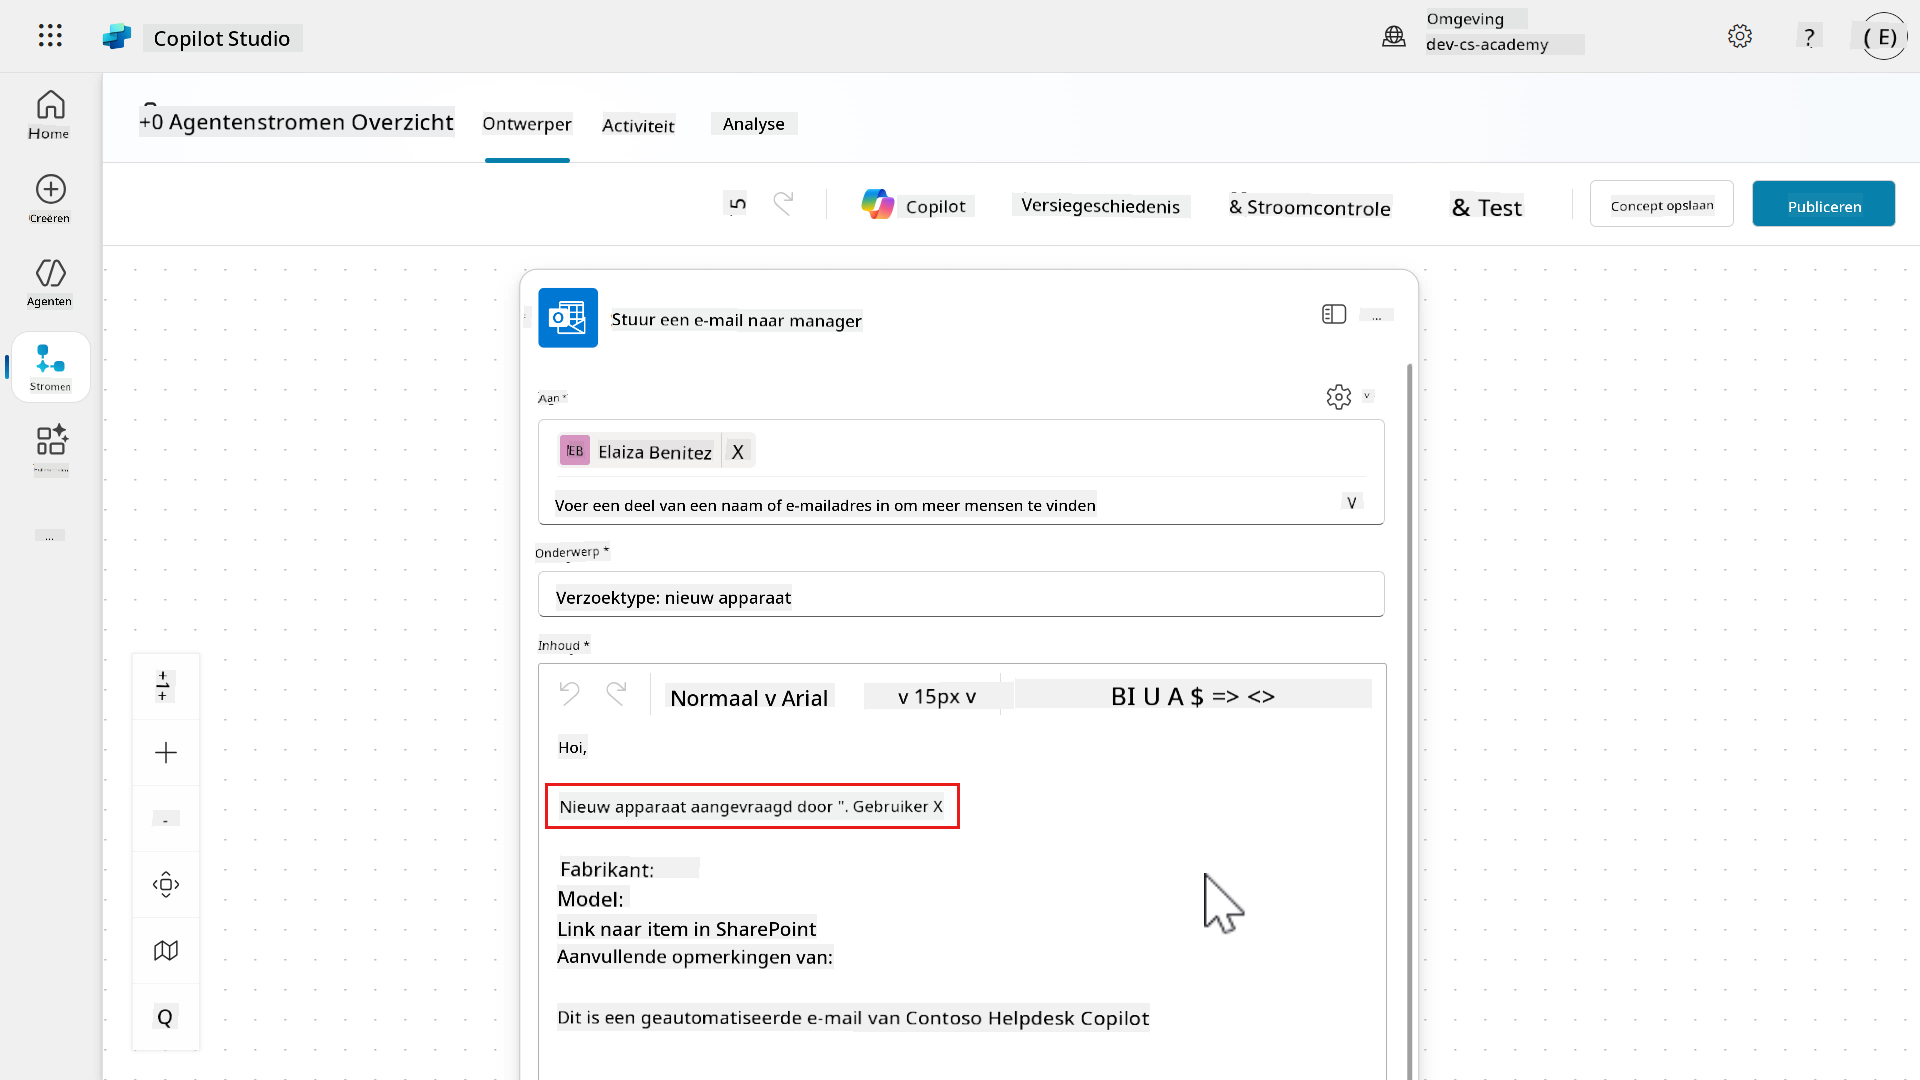 Copilot Studio
Omgeving
dev-cs-academy
?
( E)
Home
Creëren
Agenten
Stromen
...
+0 Agentenstromen Overzicht
Ontwerper
Activiteit
Analyse
Copilot
Versiegeschiedenis
& Stroomcontrole
& Test
Concept opslaan
Publiceren
Stuur een e-mail naar manager
...
Aan *
v
EB
Elaiza Benitez
X
Voer een deel van een naam of e-mailadres in om meer mensen te vinden
V
Onderwerp *
Verzoektype: nieuw apparaat
Inhoud *
Normaal v Arial
v 15px v
BI U A $ => <>
Hoi,
Nieuw apparaat aangevraagd door ". Gebruiker X
Fabrikant:
Model:
Link naar item in SharePoint
Aanvullende opmerkingen van:
Dit is een geautomatiseerde e-mail van Contoso Helpdesk Copilot
Q